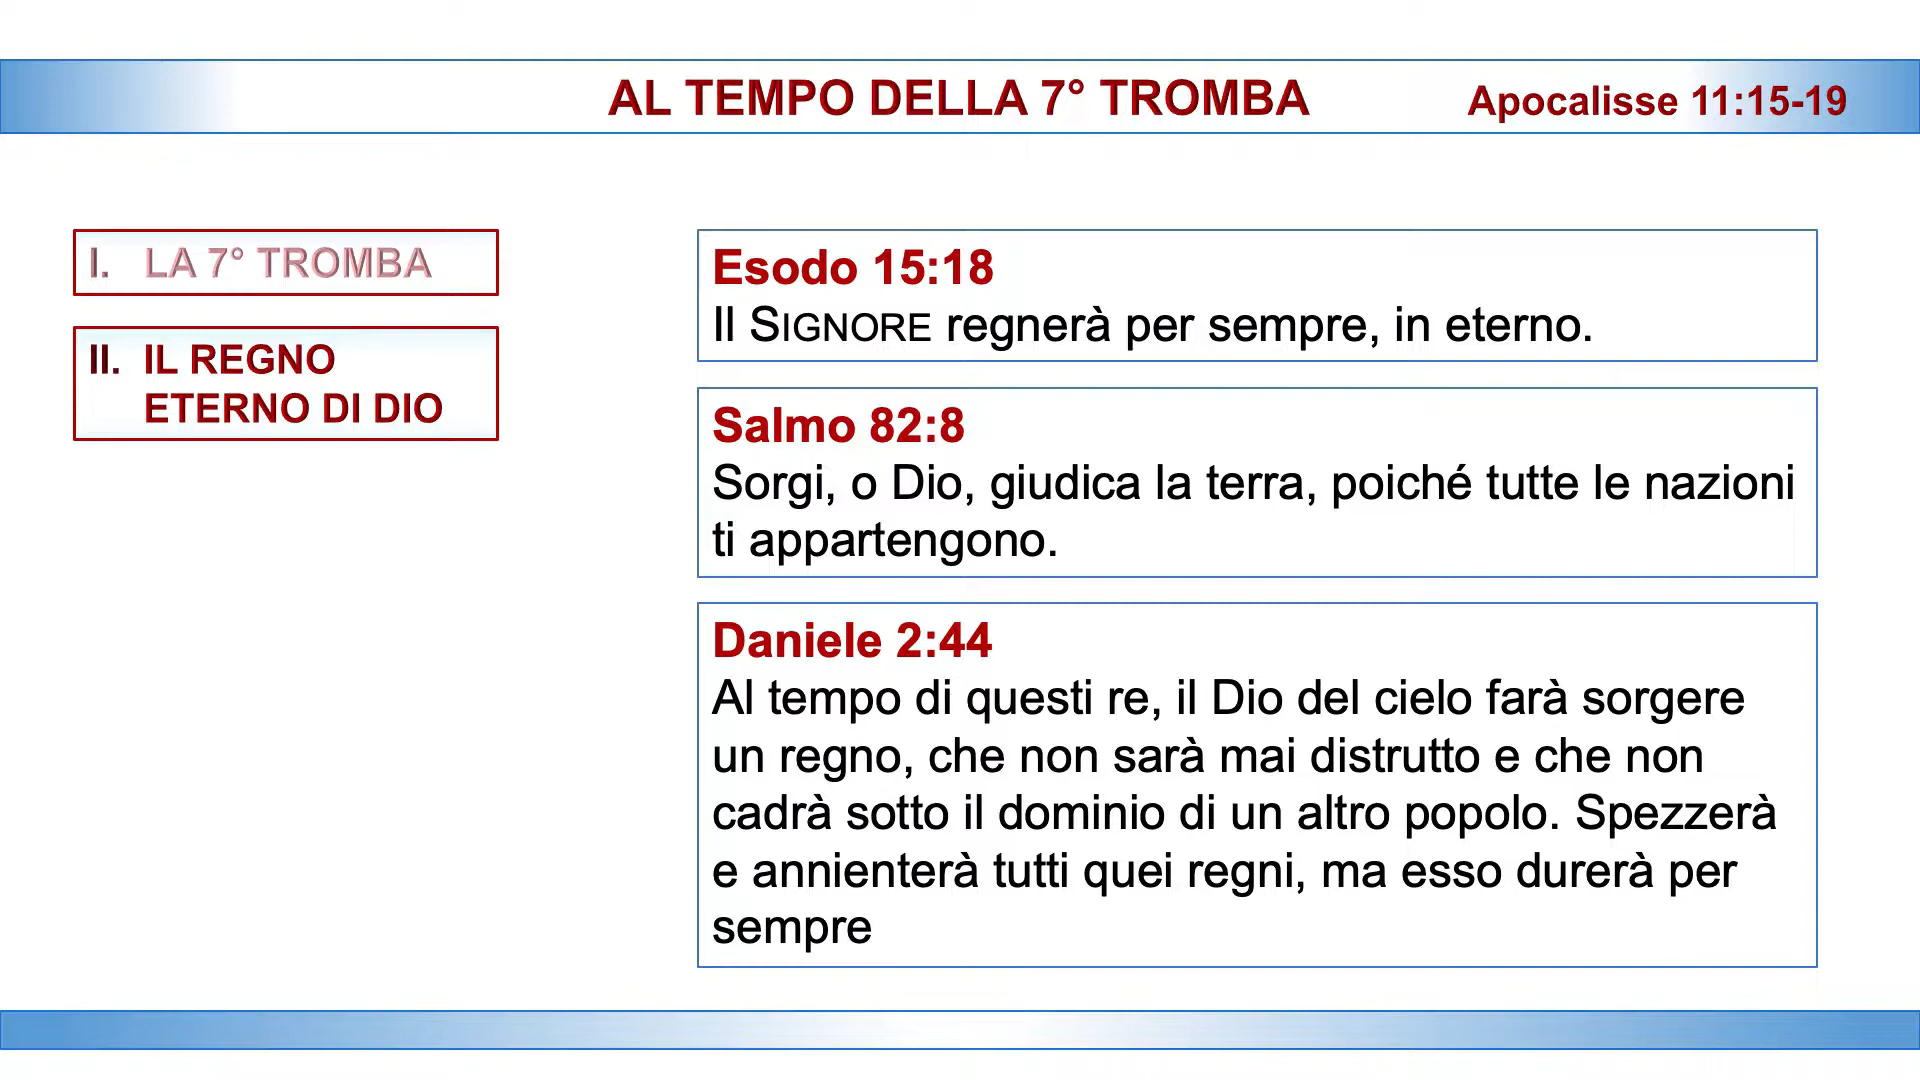 AL TEMPO DELLA 7° TROMBA
Apocalisse 11:15-19
I. LA 7° TROMBA
II. IL REGNO
ETERNO DI DIO
Esodo 15:18
Il SIGNORE regnerà per sempre, in eterno.
Salmo 82:8
Sorgi, o Dio, giudica la terra, poiché tutte le nazioni
ti appartengono.
Daniele 2:44
Al tempo di questi re, il Dio del cielo farà sorgere
un regno, che non sarà mai distrutto e che non
cadrà sotto il dominio di un altro popolo. Spezzerà
e annienterà tutti quei regni, ma esso durerà per
sempre